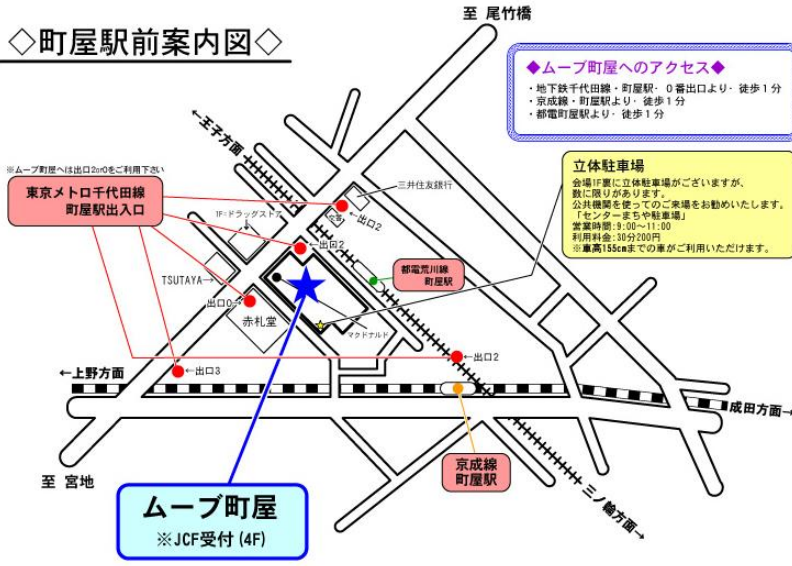 至 尾竹橋
◇町屋駅前案内図◇
◆ムーブ町屋へのアクセス◆
・地下鉄千代田線・町屋駅・０番出口より・徒歩１分
・京成線・町屋駅より・徒歩１分
・都電町屋駅より・徒歩１分
←王子方面
※ムーブ町屋へは出口2or0をご利用下さい
東京メトロ千代田線
町屋駅出入口
三井住友銀行
立体駐車場
会場1F裏に立体駐車場がございますが、
数に限りがあります。
公共機関を使ってのご来場をお勧めいたします。
「センターまちや駐車場」
営業時間:9:00～11:00
利用料金:30分200円
※車高155cmまでの車がご利用いただけます。
1F=ドラッグストア
←出口2
←出口2
都電荒川線
町屋駅
TSUTAYA→
出口0→
赤札堂
マクドナルド
←出口2
←上野方面
←出口3
成田方面→
京成線
町屋駅
至 宮地
ムーブ町屋
※JCF受付(4F)
三ノ輪方面→